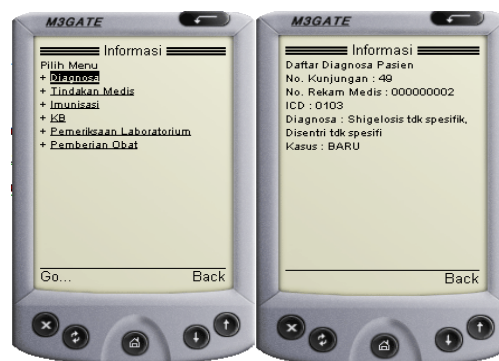 M3GATE
Informasi
Pilih Menu
+ Diagnosa
+ Tindakan Medis
+ Imunisasi
+ KB
+ Pemeriksaan Laboratorium
+ Pemberian Obat
Go...
Back
M3GATE
Informasi
Daftar Diagnosa Pasien
No. Kunjungan : 49
No. Rekam Medis : 000000002
ICD : 0103
Diagnosa : Shigelosis tdk spesifik,
Disentri tdk spesifi
Kasus : BARU
Back